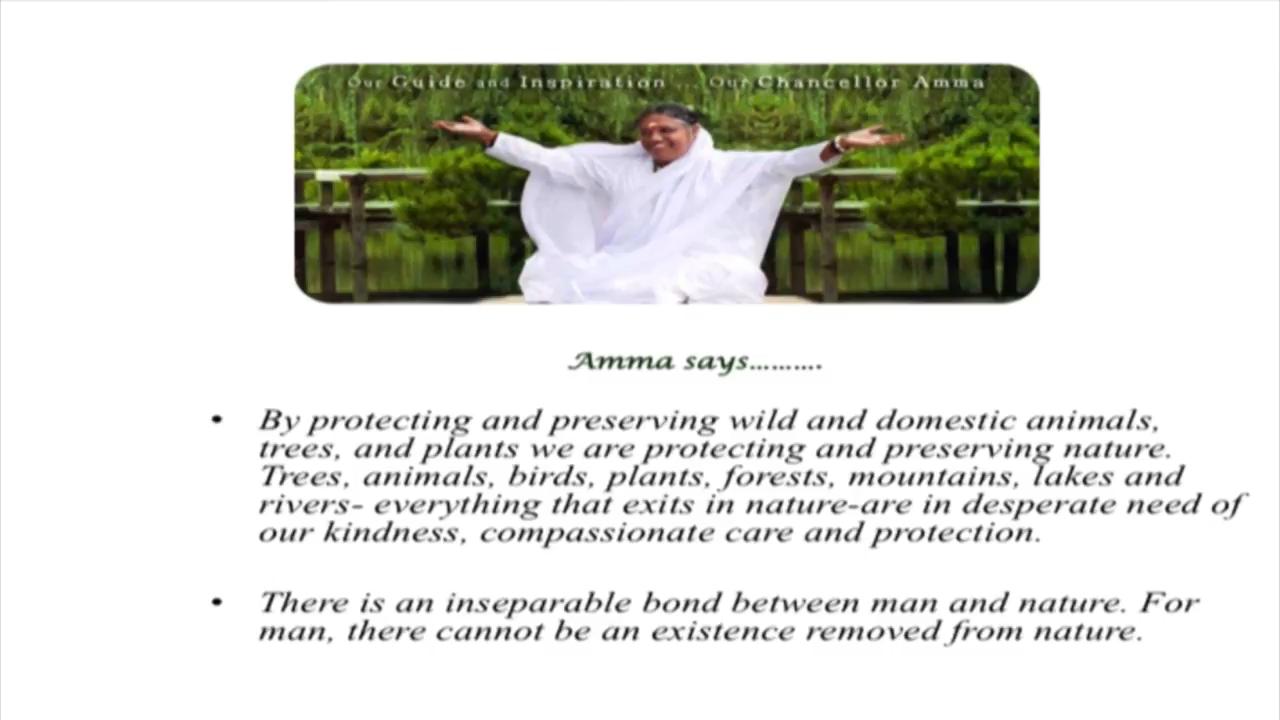 Our Guide and Inspiration ... Our Chancellor Amma
Amma says……….
• By protecting and preserving wild and domestic animals,
trees, and plants we are protecting and preserving nature.
Trees, animals, birds, plants, forests, mountains, lakes and
rivers- everything that exits in nature-are in desperate need of
our kindness, compassionate care and protection.
• There is an inseparable bond between man and nature. For
man, there cannot be an existence removed from nature.